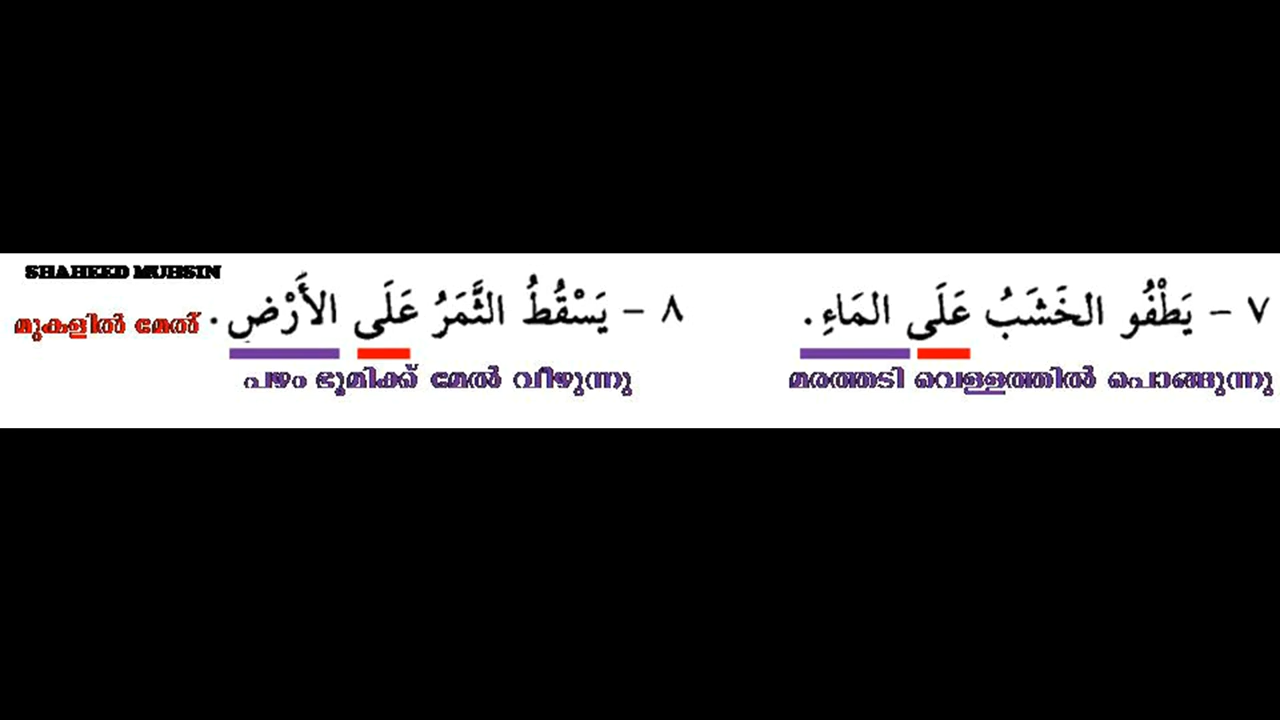 SHAHEED MUHSIN
٧ – يَطْفُو الخَشَبُ عَلَى المَاءِ .
٨ – يَسْقُطُ الثَّمَرُ عَلَى الأَرْضِ .
മുകളിൽ മേൽ
മരത്തടി വെള്ളത്തിൽ പൊങ്ങുന്നു
പഴം ഭൂമിക്ക് മേൽ വീഴുന്നു